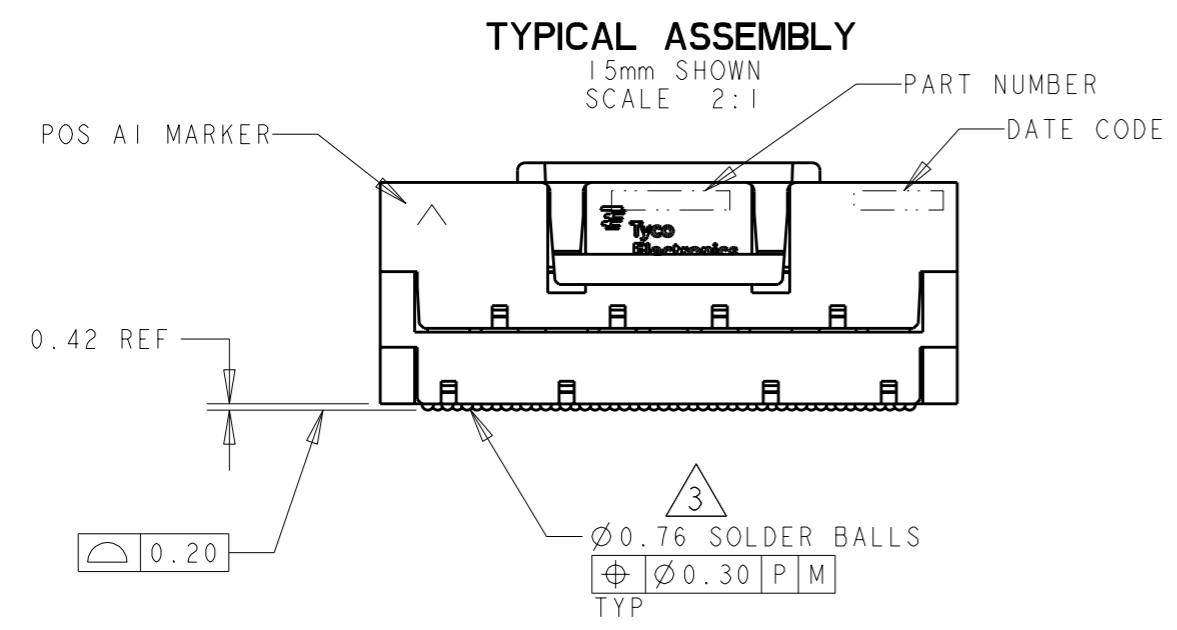 TYPICAL ASSEMBLY
15mm SHOWN
SCALE 2:1
PART NUMBER
POS A1 MARKER
DATE CODE
Tyco
Electronics
0.42 REF
3
0.20
Ø0.76 SOLDER BALLS
⌖ Ø0.30 P M
TYP